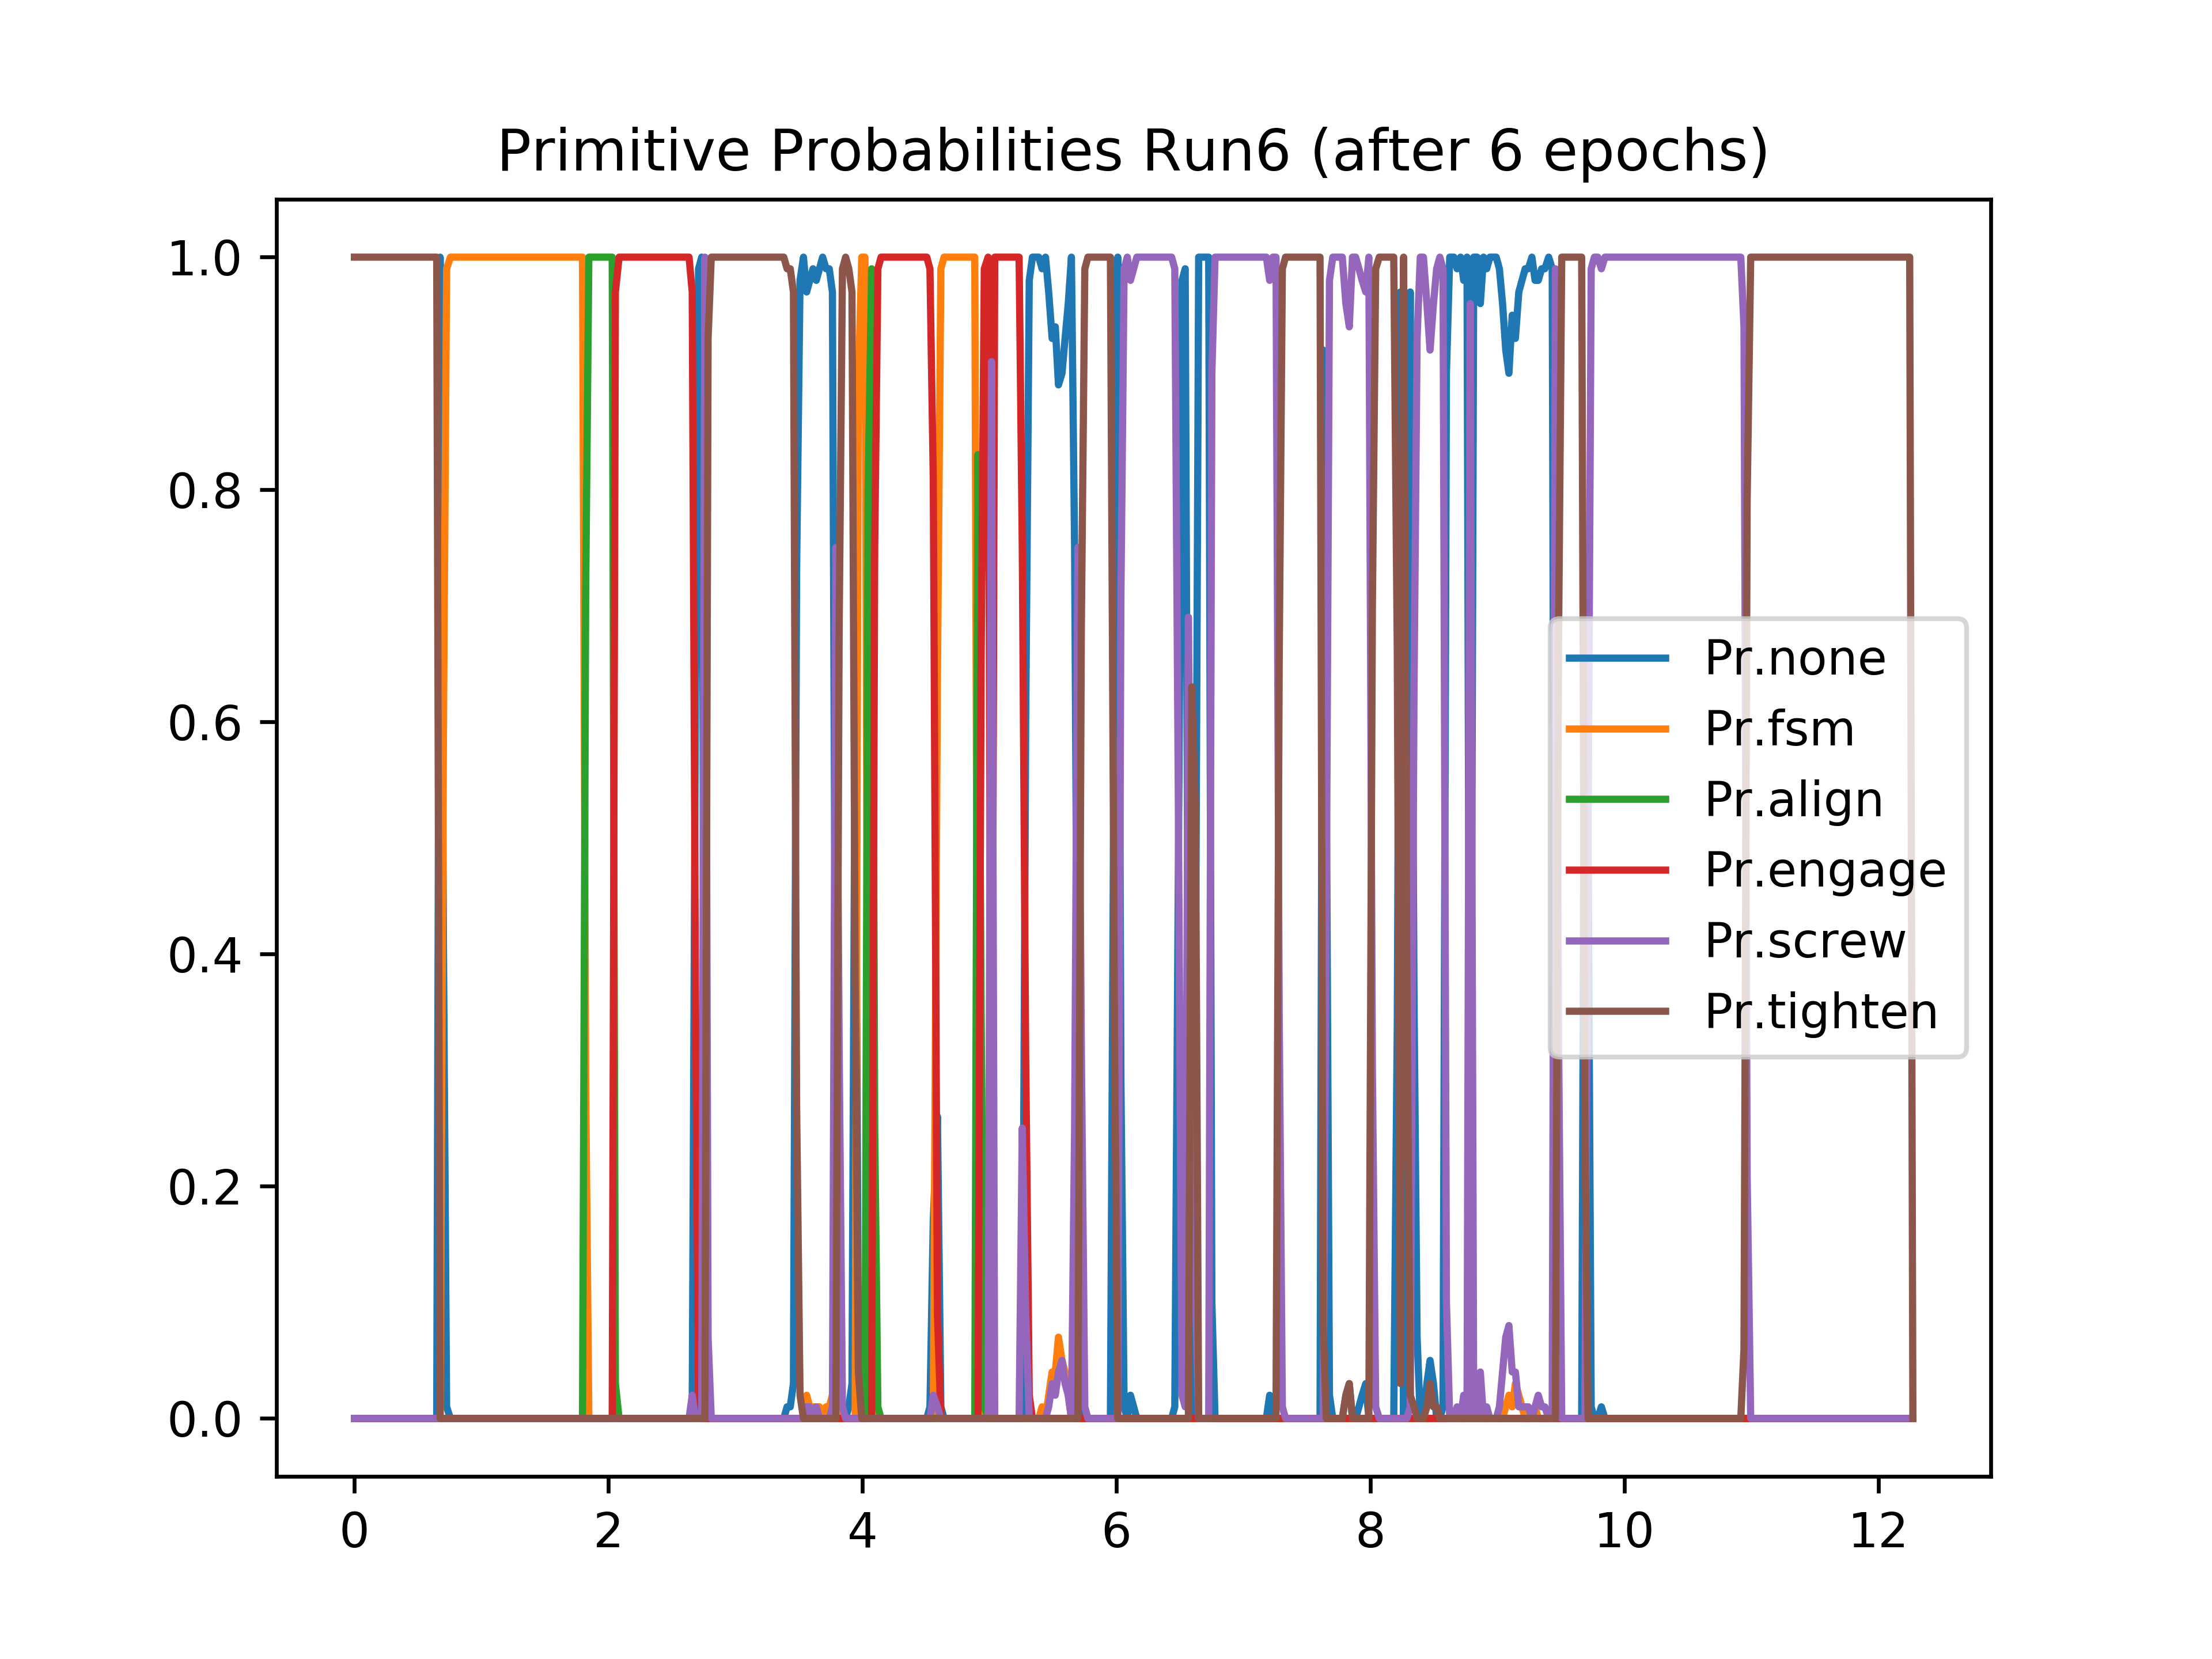 Primitive Probabilities Run6 (after 6 epochs)
1.0
0.8
0.6
0.4
0.2
0.0
Pr.none
Pr.fsm
Pr.align
Pr.engage
Pr.screw
Pr.tighten
0 2 4 6 8 10 12